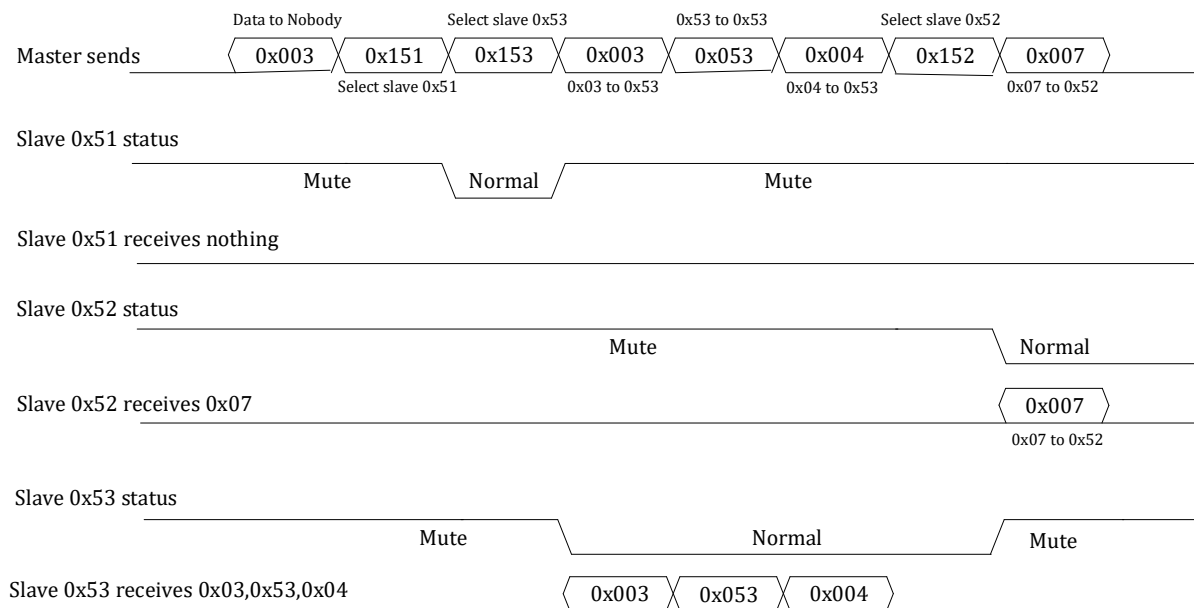 Data to Nobody Select slave 0x53 0x53 to 0x53 Select slave 0x52
Master sends 0x003 0x151 0x153 0x003 0x053 0x004 0x152 0x007
Select slave 0x51 0x03 to 0x53 0x04 to 0x53 0x07 to 0x52
Slave 0x51 status
Mute Normal Mute
Slave 0x51 receives nothing
Slave 0x52 status
Mute Normal
Slave 0x52 receives 0x07 0x007
0x07 to 0x52
Slave 0x53 status
Mute Normal Mute
Slave 0x53 receives 0x03,0x53,0x04 0x003 0x053 0x004